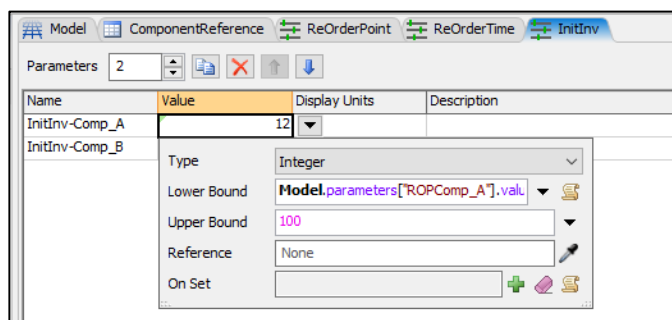 Model ComponentReference ReOrderPoint ReOrderTime InitInv
Parameters 2
Name Value Display Units Description
InitInv-Comp_A 12
InitInv-Comp_B
Type Integer
Lower Bound Model.parameters["ROPComp_A"].valu
Upper Bound 100
Reference None
On Set